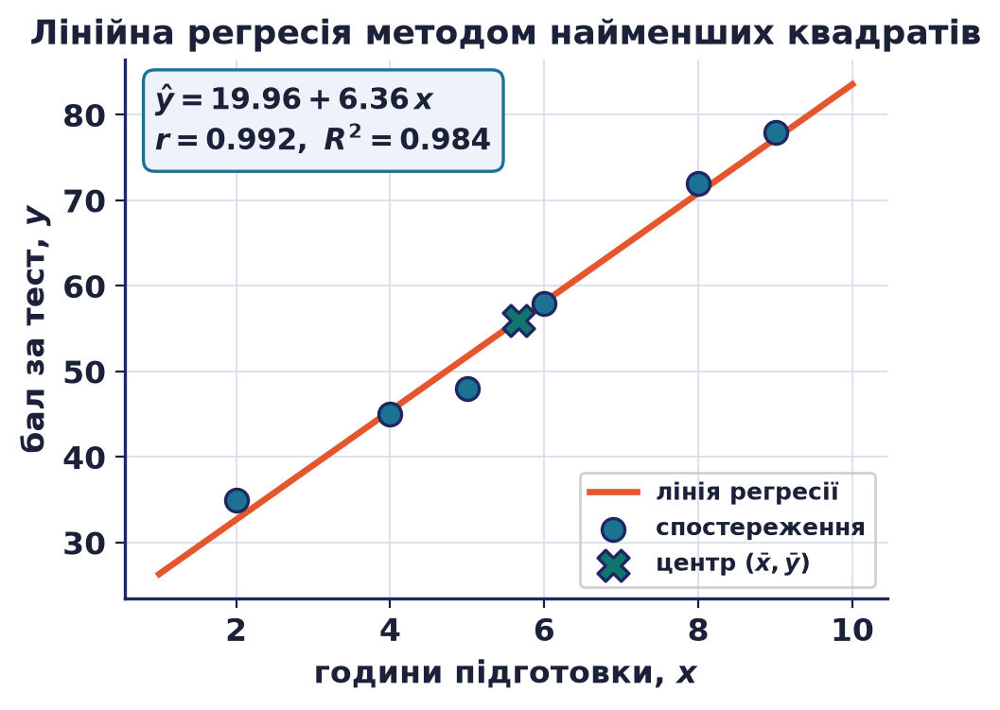 Лінійна регресія методом найменших квадратів
ŷ = 19.96 + 6.36 x
r = 0.992, R² = 0.984
80
70
60
50
40
30
бал за тест, y
лінія регресії
спостереження
центр (x̄, ȳ)
2 4 6 8 10
години підготовки, x